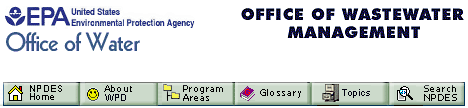 EPA United States
Environmental Protection Agency
Office of Water
OFFICE OF WASTEWATER
MANAGEMENT
NPDES
Home
About
WPD
Program
Areas
Glossary
Topics
Search
NPDES